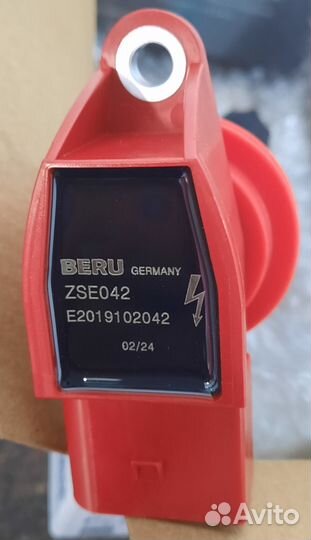 BERU GERMANY
ZSE042
E2019102042
02/24
Avito